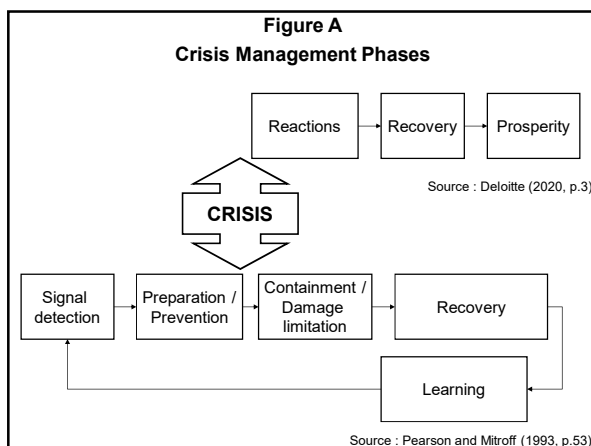 Figure A
Crisis Management Phases
Reactions
Recovery
Prosperity
Source : Deloitte (2020, p.3)
CRISIS
Signal
detection
Preparation /
Prevention
Containment /
Damage
limitation
Recovery
Learning
Source : Pearson and Mitroff (1993, p.53)